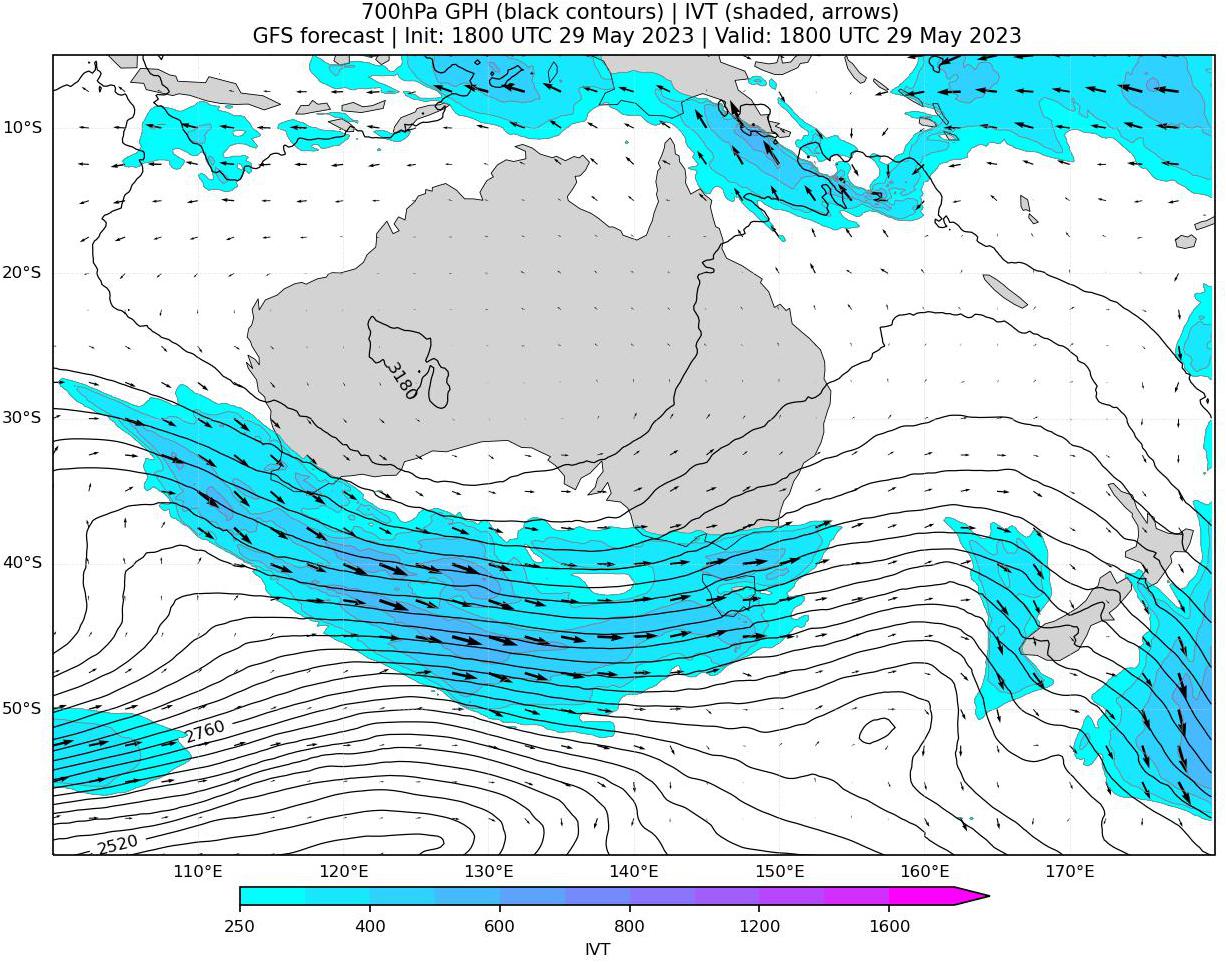 700hPa GPH (black contours) | IVT (shaded, arrows)
GFS forecast | Init: 1800 UTC 29 May 2023 | Valid: 1800 UTC 29 May 2023
10°S
20°S
3180
30°S
40°S
50°S
2760
2520
110°E 120°E 130°E 140°E 150°E 160°E 170°E
250 400 600 800 1200 1600
IVT